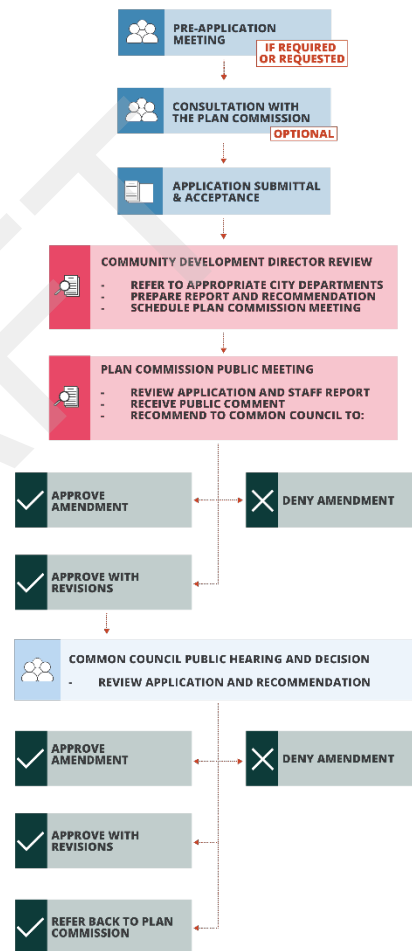 PRE-APPLICATION
MEETING
IF REQUIRED
OR REQUESTED
CONSULTATION WITH
THE PLAN COMMISSION
OPTIONAL
APPLICATION SUBMITTAL
& ACCEPTANCE
COMMUNITY DEVELOPMENT DIRECTOR REVIEW
- REFER TO APPROPRIATE CITY DEPARTMENTS
- PREPARE REPORT AND RECOMMENDATION
- SCHEDULE PLAN COMMISSION MEETING
PLAN COMMISSION PUBLIC MEETING
- REVIEW APPLICATION AND STAFF REPORT
- RECEIVE PUBLIC COMMENT
- RECOMMEND TO COMMON COUNCIL TO:
APPROVE
AMENDMENT
DENY AMENDMENT
APPROVE WITH
REVISIONS
COMMON COUNCIL PUBLIC HEARING AND DECISION
- REVIEW APPLICATION AND RECOMMENDATION
APPROVE
AMENDMENT
DENY AMENDMENT
APPROVE WITH
REVISIONS
REFER BACK TO PLAN
COMMISSION